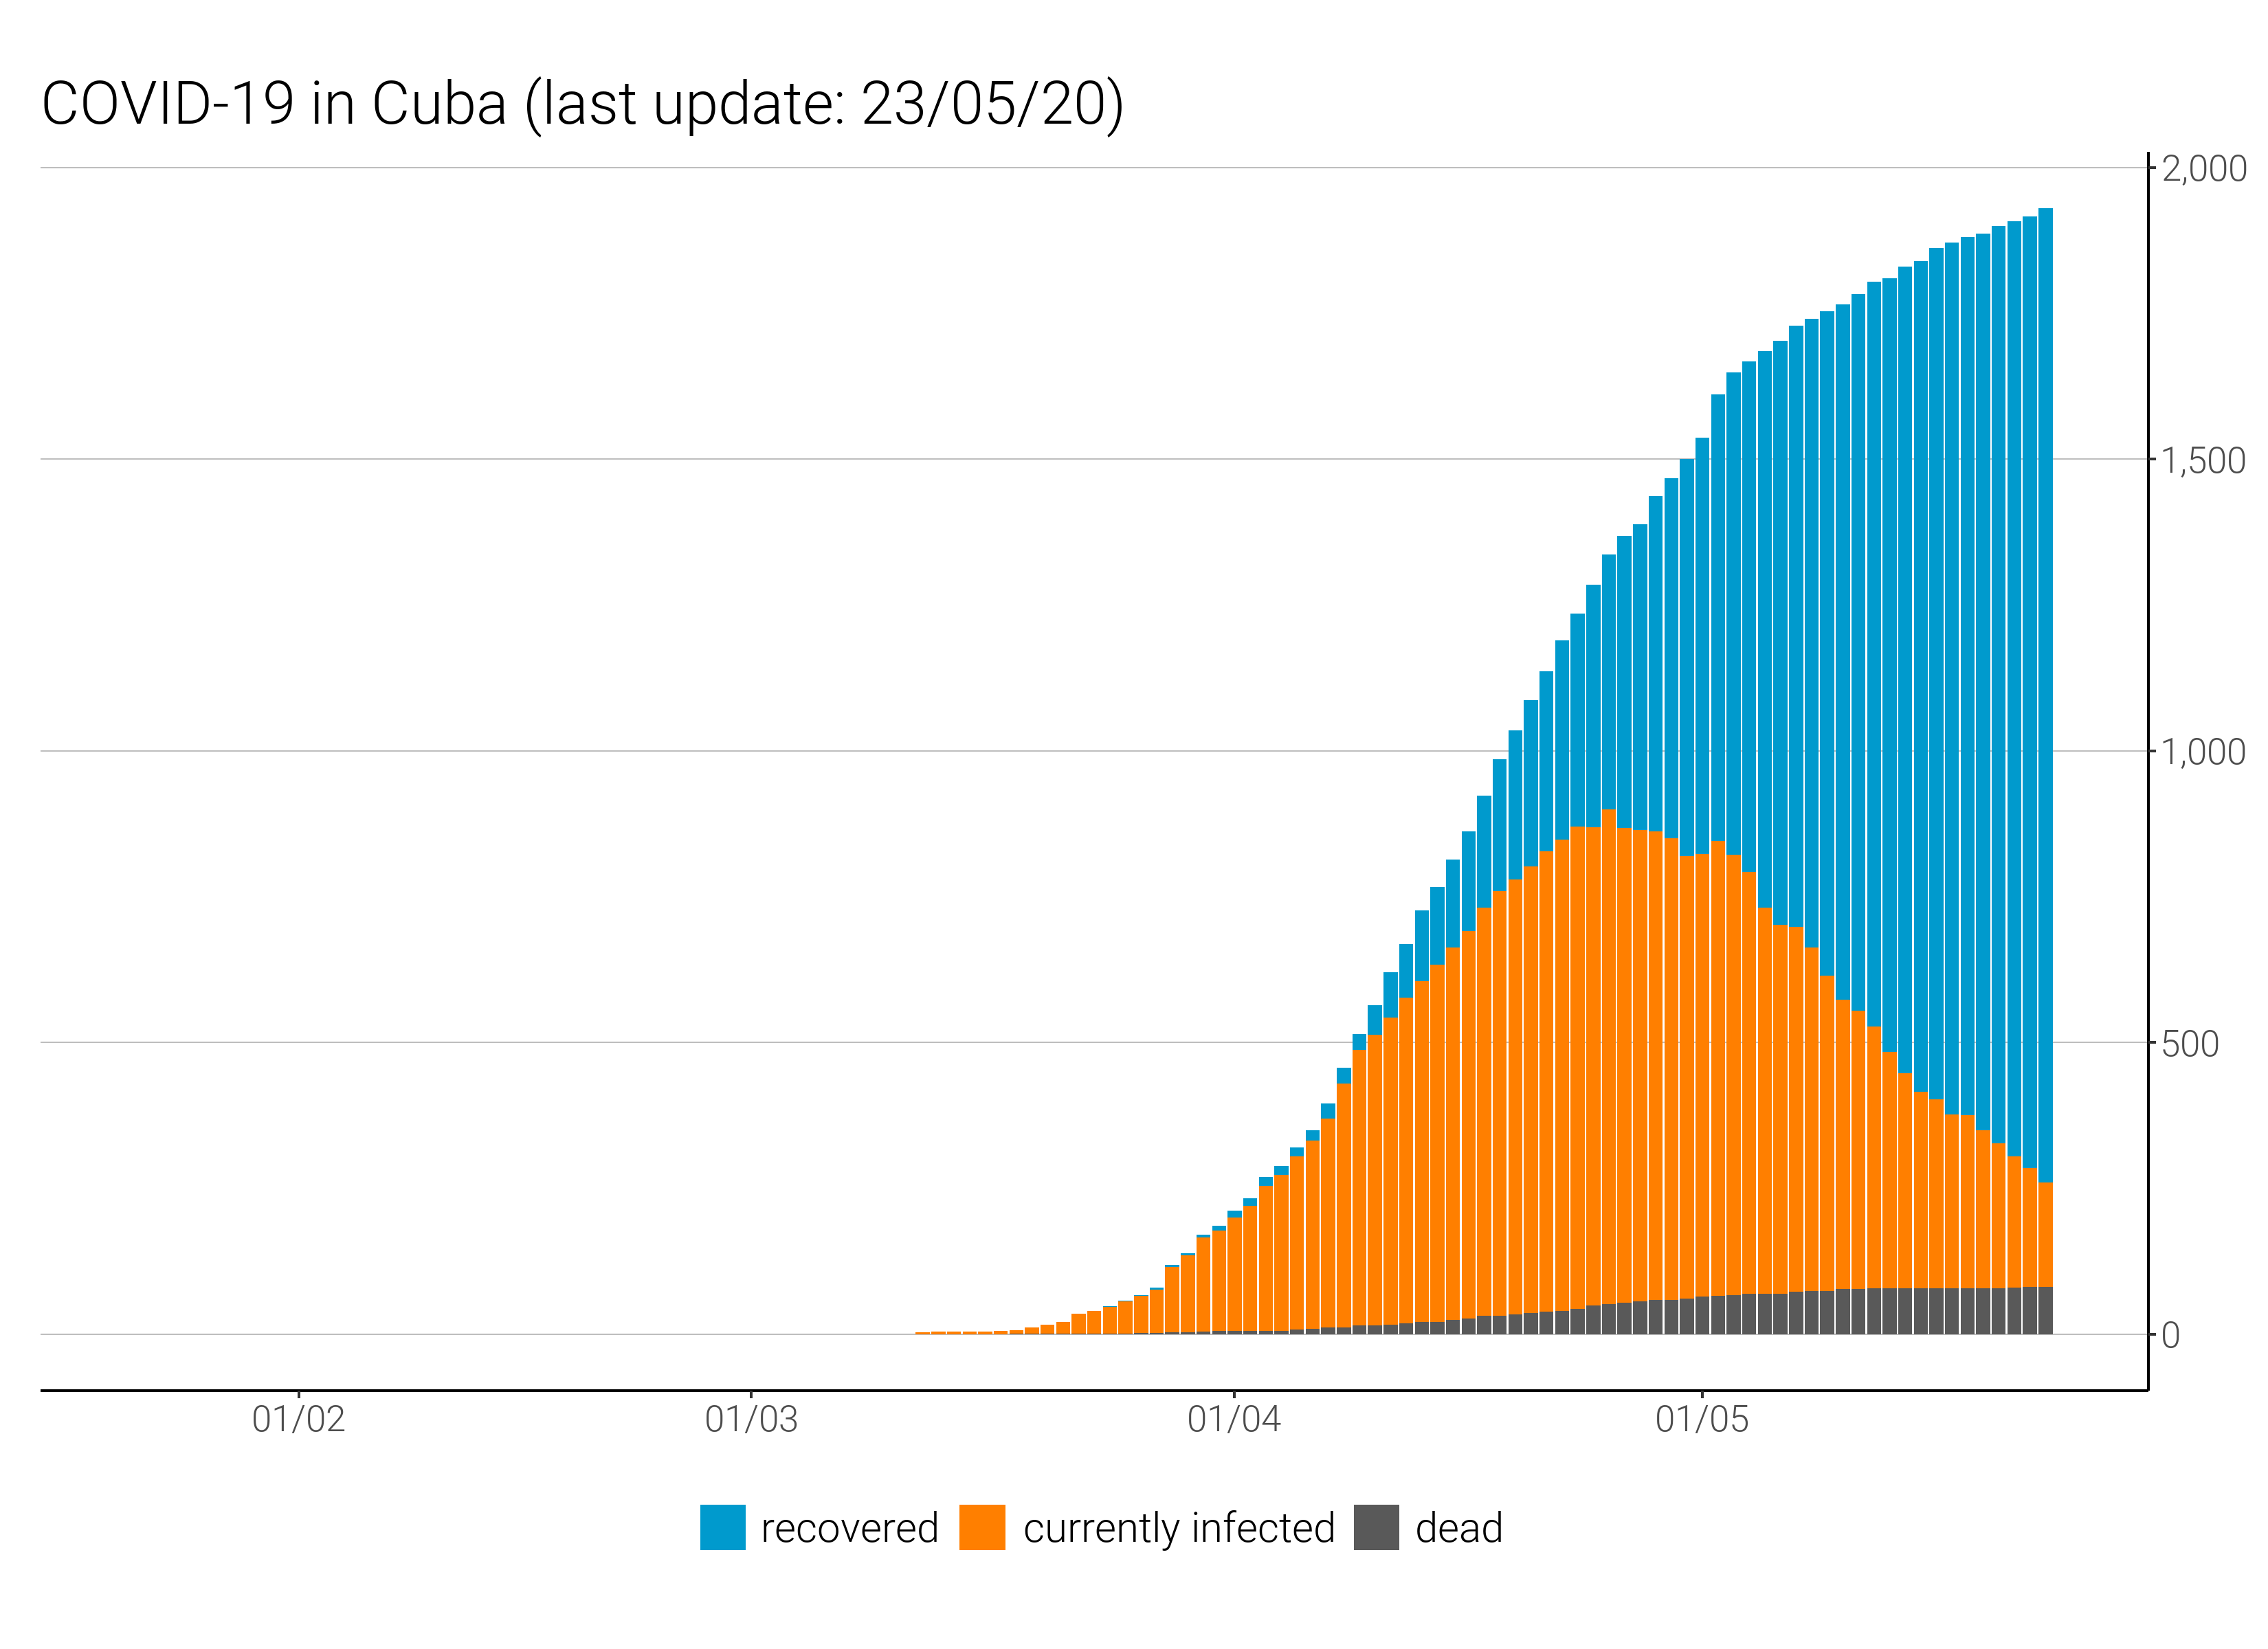 COVID-19 in Cuba (last update: 23/05/20)
2,000
1,500
1,000
500
0
01/02 01/03 01/04 01/05
recovered currently infected dead